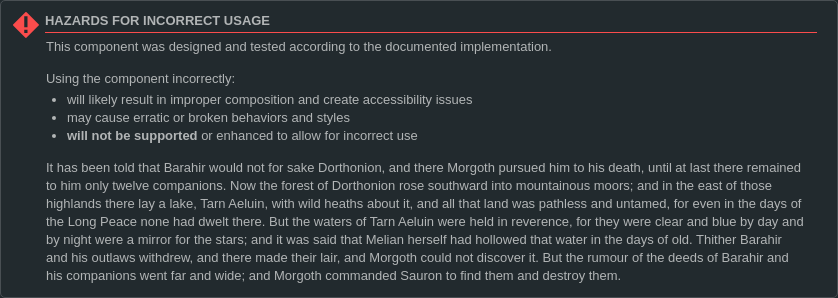 HAZARDS FOR INCORRECT USAGE
This component was designed and tested according to the documented implementation.
Using the component incorrectly:
• will likely result in improper composition and create accessibility issues
• may cause erratic or broken behaviors and styles
• will not be supported or enhanced to allow for incorrect use
It has been told that Barahir would not for sake Dorthonion, and there Morgoth pursued him to his death, until at last there remained
to him only twelve companions. Now the forest of Dorthonion rose southward into mountainous moors; and in the east of those
highlands there lay a lake, Tarn Aeluin, with wild heaths about it, and all that land was pathless and untamed, for even in the days of
the Long Peace none had dwelt there. But the waters of Tarn Aeluin were held in reverence, for they were clear and blue by day and
by night were a mirror for the stars; and it was said that Melian herself had hollowed that water in the days of old. Thither Barahir
and his outlaws withdrew, and there made their lair, and Morgoth could not discover it. But the rumour of the deeds of Barahir and
his companions went far and wide; and Morgoth commanded Sauron to find them and destroy them.